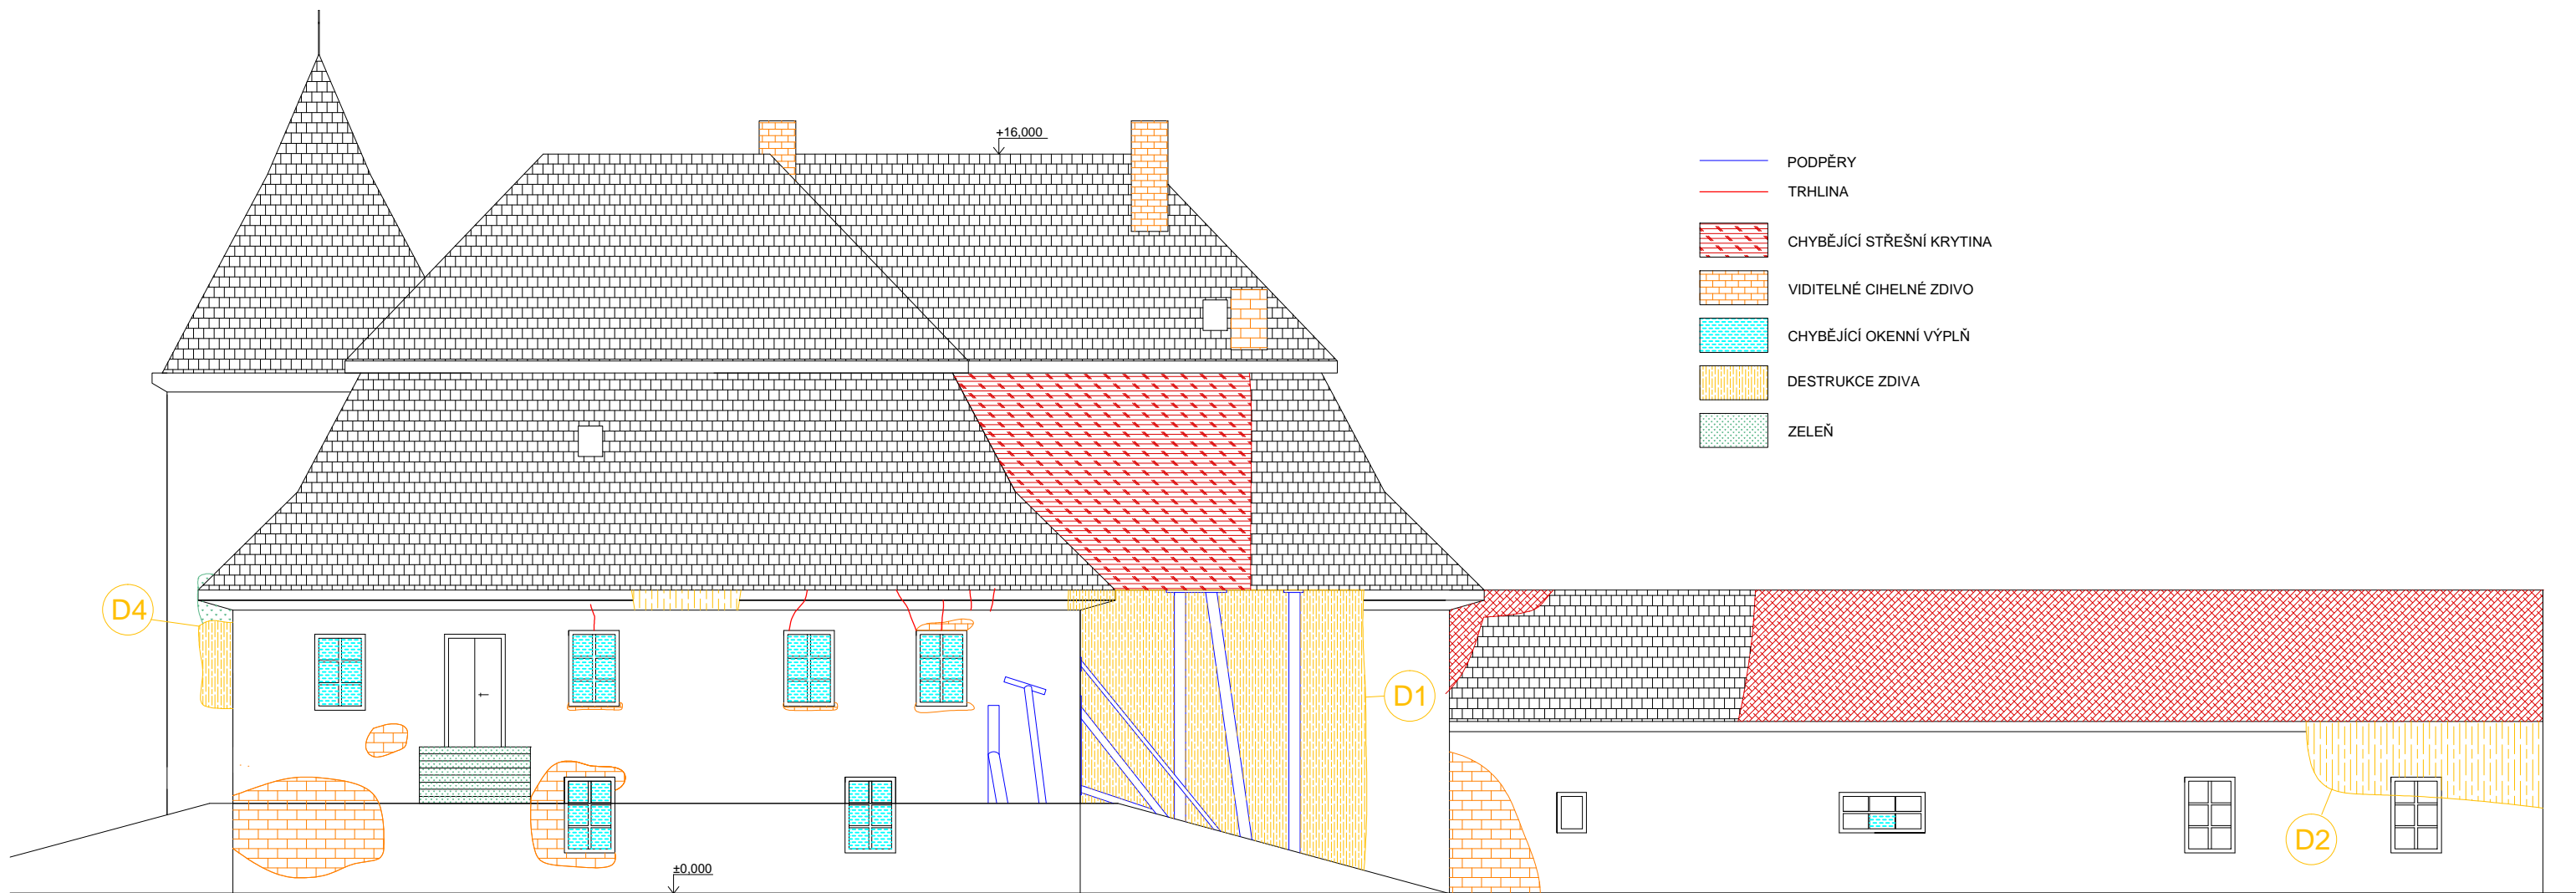 +16,000
PODPĚRY
TRHLINA
CHYBĚJÍCÍ STŘEŠNÍ KRYTINA
VIDITELNÉ CIHELNÉ ZDIVO
CHYBĚJÍCÍ OKENNÍ VÝPLŇ
DESTRUKCE ZDIVA
ZELEŇ
D4
D1
D2
±0,000